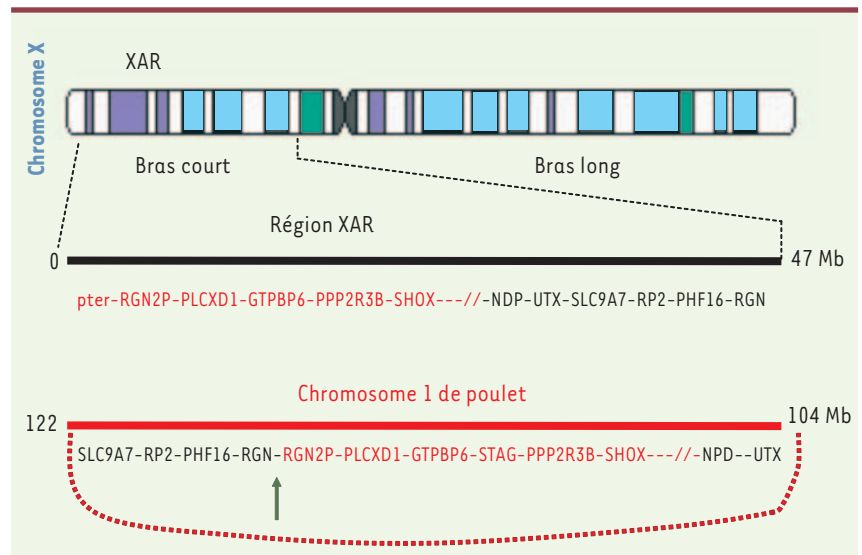 Chromosome X
XAR
Bras court
Bras long
Région XAR
0
47 Mb
pter-RGN2P-PLCXD1-GTPBP6-PPP2R3B-SHOX---//-NDP-UTX-SLC9A7-RP2-PHF16-RGN
Chromosome 1 de poulet
122
104 Mb
SLC9A7-RP2-PHF16-RGN-RGN2P-PLCXD1-GTPBP6-STAG-PPP2R3B-SHOX---//-NPD--UTX